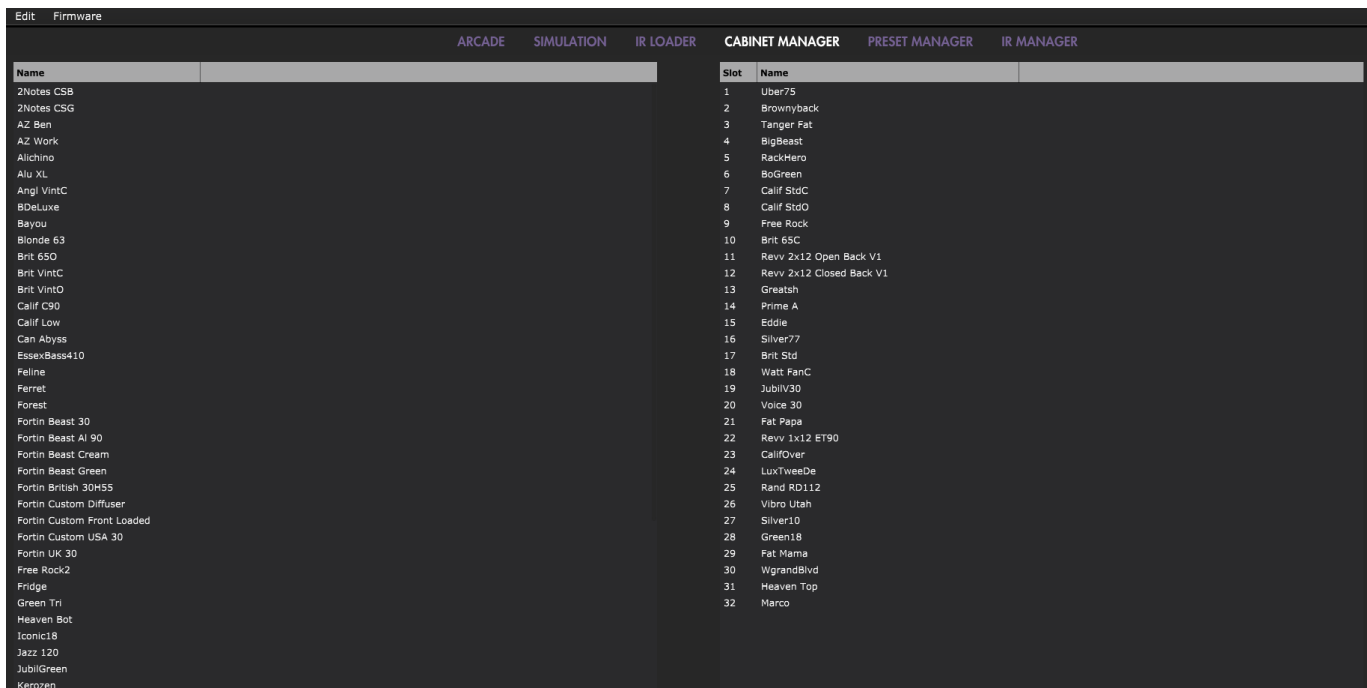 Edit Firmware
ARCADE SIMULATION IR LOADER CABINET MANAGER PRESET MANAGER IR MANAGER
Name
2Notes CSB
2Notes CSG
AZ Ben
AZ Work
Alichino
Alu XL
Angl VintC
BDeLuxe
Bayou
Blonde 63
Brit 65O
Brit VintC
Brit VintO
Calif C90
Calif Low
Can Abyss
EssexBass410
Feline
Ferret
Forest
Fortin Beast 30
Fortin Beast Al 90
Fortin Beast Cream
Fortin Beast Green
Fortin British 30H55
Fortin Custom Diffuser
Fortin Custom Front Loaded
Fortin Custom USA 30
Fortin UK 30
Free Rock2
Fridge
Green Tri
Heaven Bot
Iconic18
Jazz 120
JubilGreen
Kerozen
Slot Name
1 Uber75
2 Brownyback
3 Tanger Fat
4 BigBeast
5 RackHero
6 BoGreen
7 Calif StdC
8 Calif StdO
9 Free Rock
10 Brit 65C
11 Revv 2x12 Open Back V1
12 Revv 2x12 Closed Back V1
13 Greatsh
14 Prime A
15 Eddie
16 Silver77
17 Brit Std
18 Watt FanC
19 JubilV30
20 Voice 30
21 Fat Papa
22 Revv 1x12 ET90
23 CalifOver
24 LuxTweeDe
25 Rand RD112
26 Vibro Utah
27 Silver10
28 Green18
29 Fat Mama
30 WgrandBlvd
31 Heaven Top
32 Marco